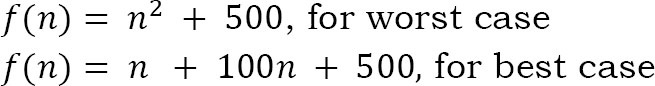 f(n) = n² + 500, for worst case
f(n) = n + 100n + 500, for best case